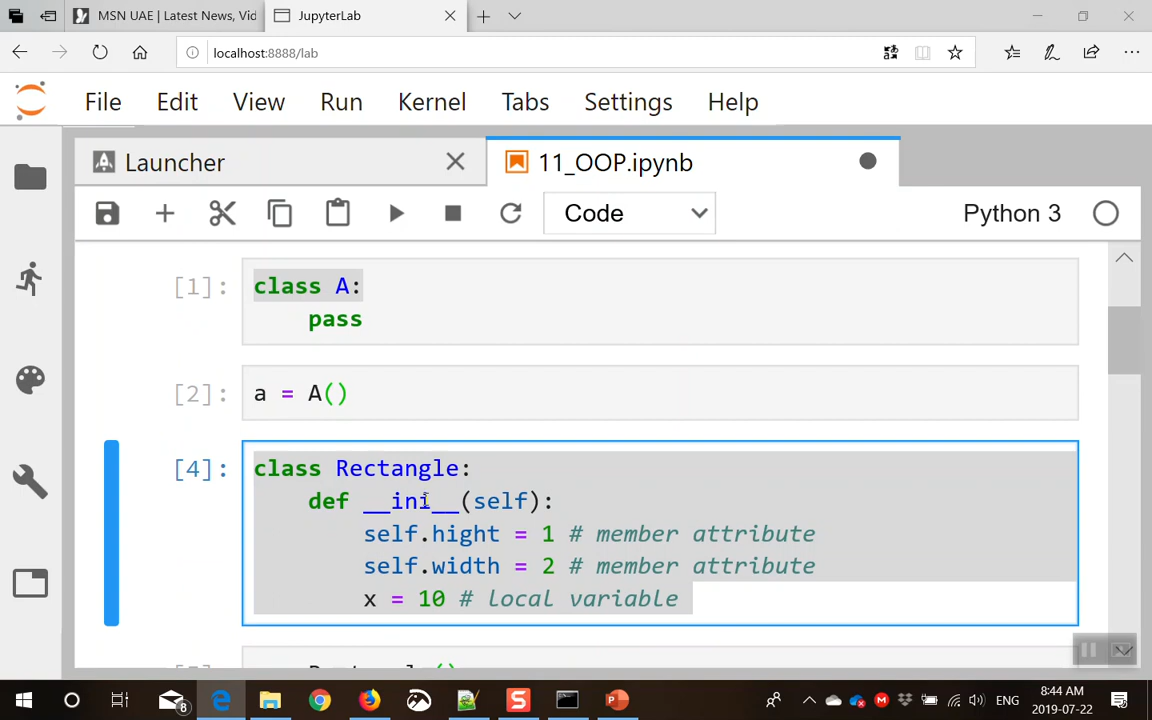 MSN UAE | Latest News, Vid
JupyterLab
localhost:8888/lab
File Edit View Run Kernel Tabs Settings Help
Launcher
11_OOP.ipynb
Code
Python 3
[1]:
class A:
pass
[2]:
a = A()
[4]:
class Rectangle:
def __ini__(self):
self.hight = 1 # member attribute
self.width = 2 # member attribute
x = 10 # local variable
8
ENG
8:44 AM
2019-07-22